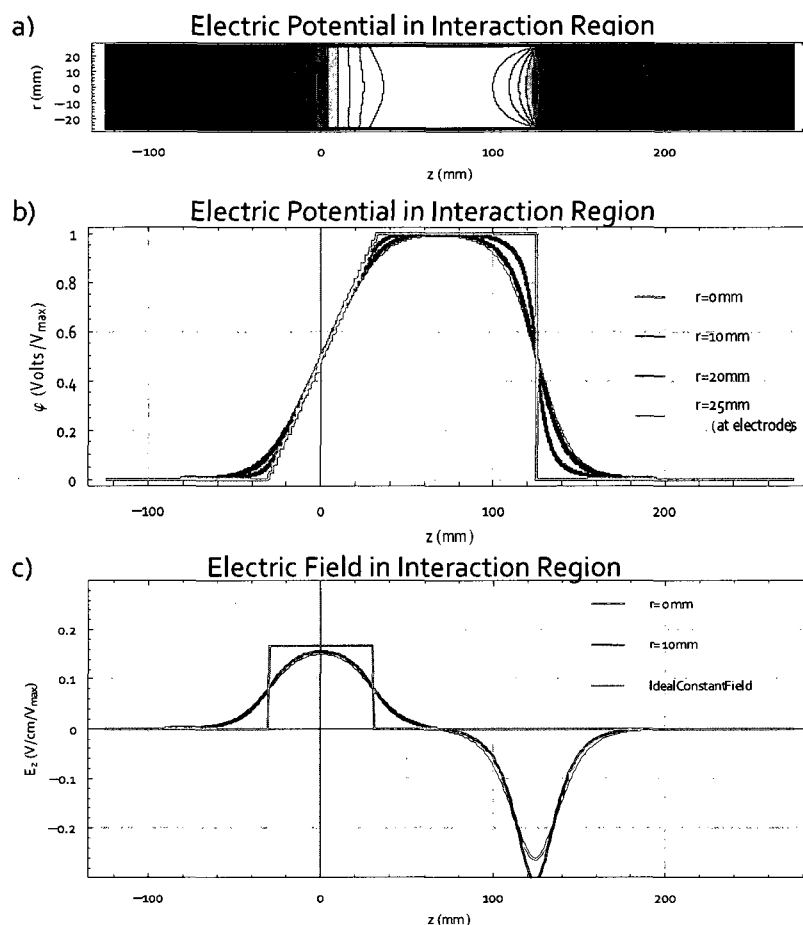 a)
Electric Potential in Interaction Region
20
10
0
−10
−20
r (mm)
−100
0
100
200
z (mm)
b)
Electric Potential in Interaction Region
1
0.8
0.6
0.4
0.2
0
φ (Volts/Vmax)
r=0mm
r=10mm
r=20mm
r=25mm
(at electrodes
−100
0
100
200
z (mm)
c)
Electric Field in Interaction Region
0.2
0.1
0
−0.1
−0.2
Ez (V/cm/Vmax)
r=0mm
r=10mm
IdealConstantField
−100
0
100
200
z (mm)